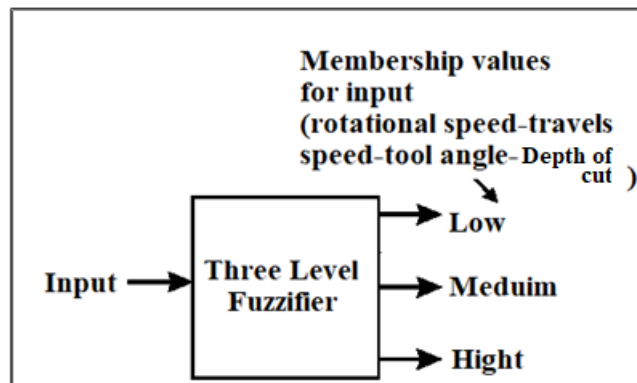 Membership values
for input
(rotational speed-travels
speed-tool angle-Depth of
cut )
Low
Input
Three Level
Fuzzifier
Meduim
Hight